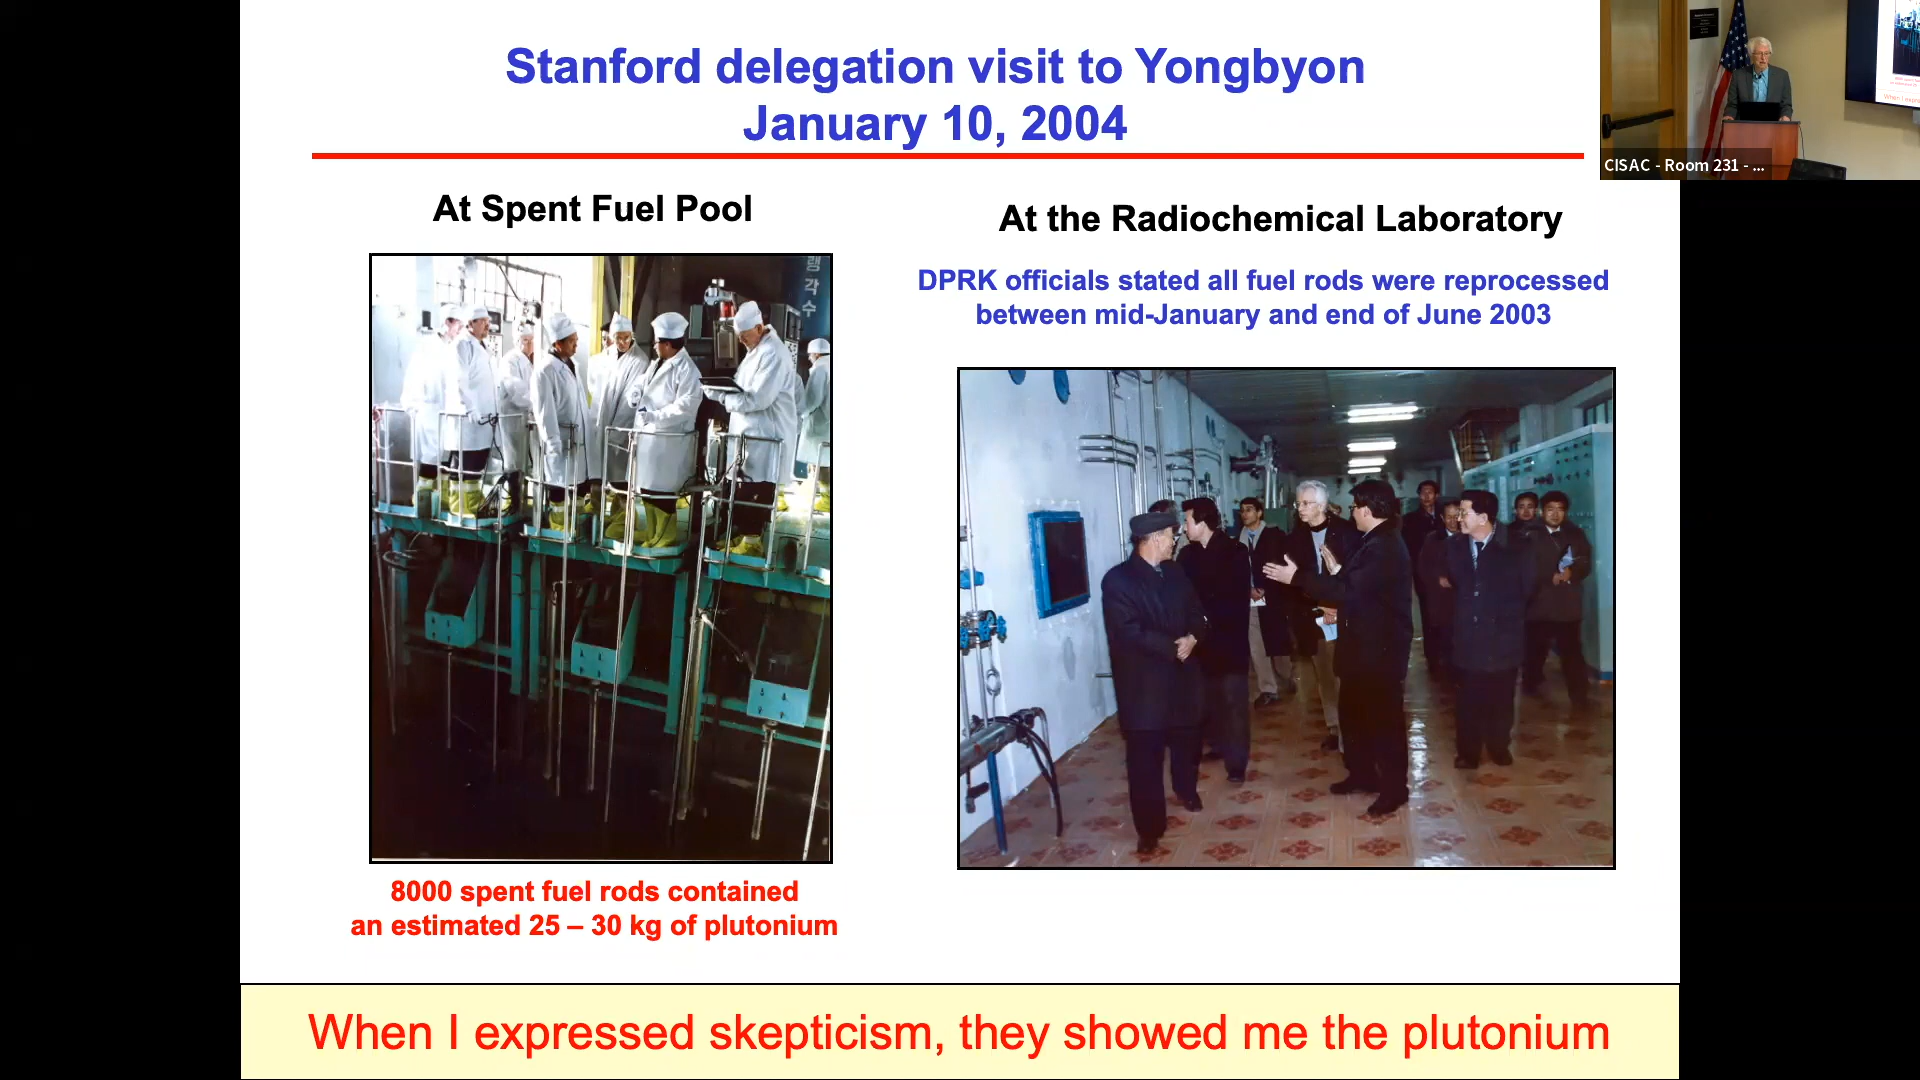 Stanford delegation visit to Yongbyon
January 10, 2004
CISAC - Room 231 - ...
At Spent Fuel Pool
At the Radiochemical Laboratory
DPRK officials stated all fuel rods were reprocessed
between mid-January and end of June 2003
각
수
8000 spent fuel rods contained
an estimated 25 – 30 kg of plutonium
When I expressed skepticism, they showed me the plutonium